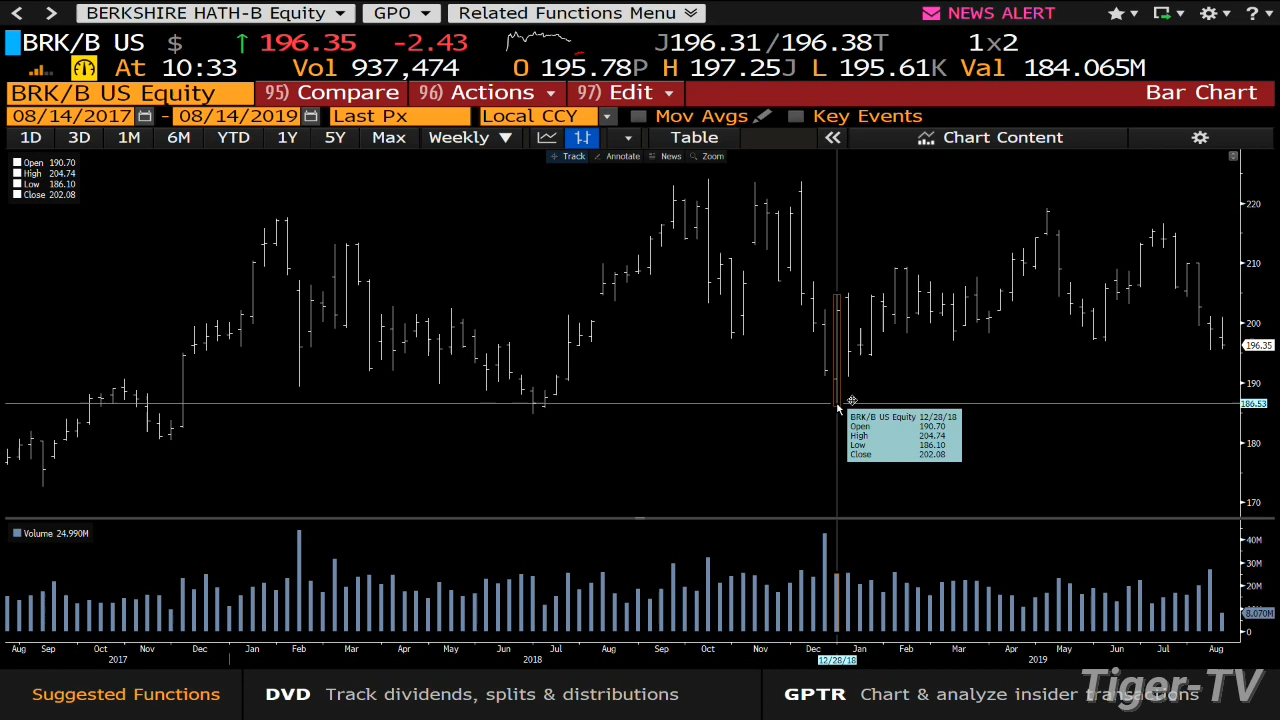 BERKSHIRE HATH-B Equity GPO Related Functions Menu NEWS ALERT ?
BRK/B US $ ↑ 196.35 -2.43 J196.31/196.38T 1x2
At 10:33 Vol 937,474 O 195.78P H 197.25J L 195.61K Val 184.065M
BRK/B US Equity 95) Compare 96) Actions 97) Edit Bar Chart
08/14/2017 - 08/14/2019 Last Px Local CCY Mov Avgs Key Events
1D 3D 1M 6M YTD 1Y 5Y Max Weekly ▼ Table « Chart Content
Track Annotate News Zoom
Open 190.70
High 204.74
Low 186.10
Close 202.08
220
210
200
196.35
190
186.53
180
170
BRK/B US Equity 12/28/18
Open 190.70
High 204.74
Low 186.10
Close 202.08
Volume 24.990M
40M
30M
20M
8.070M
0
Aug Sep Oct Nov Dec Jan Feb Mar Apr May Jun Jul Aug Sep Oct Nov Dec Jan Feb Mar Apr May Jun Jul Aug
2017 2018 12/28/18 2019
Suggested Functions DVD Track dividends, splits & distributions GPTR Chart & analyze insider transactions
Tiger-TV